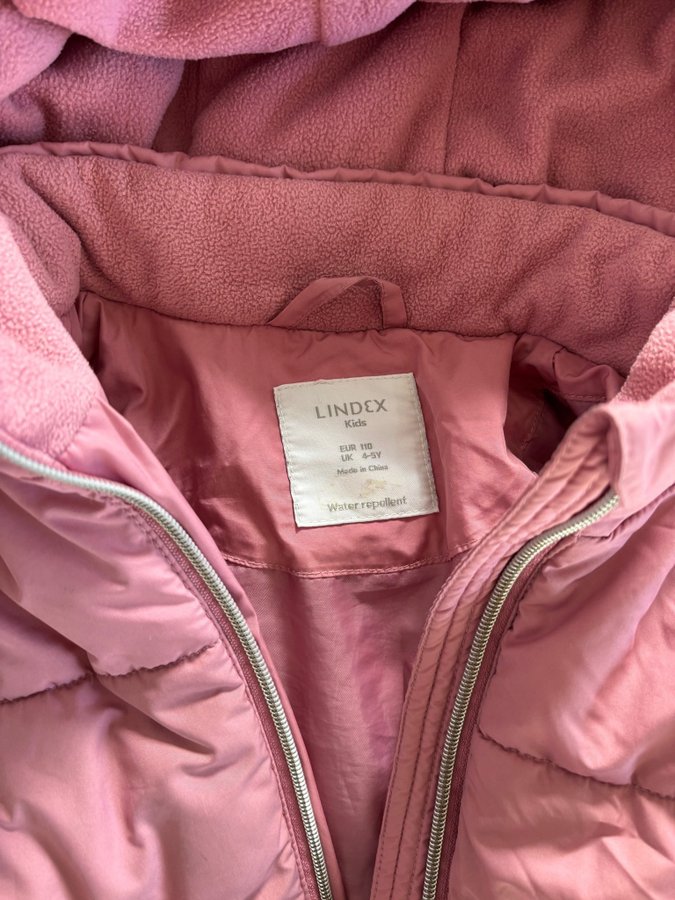 LINDEX
Kids
EUR 110
UK 4-5Y
Made in China
Water repellent